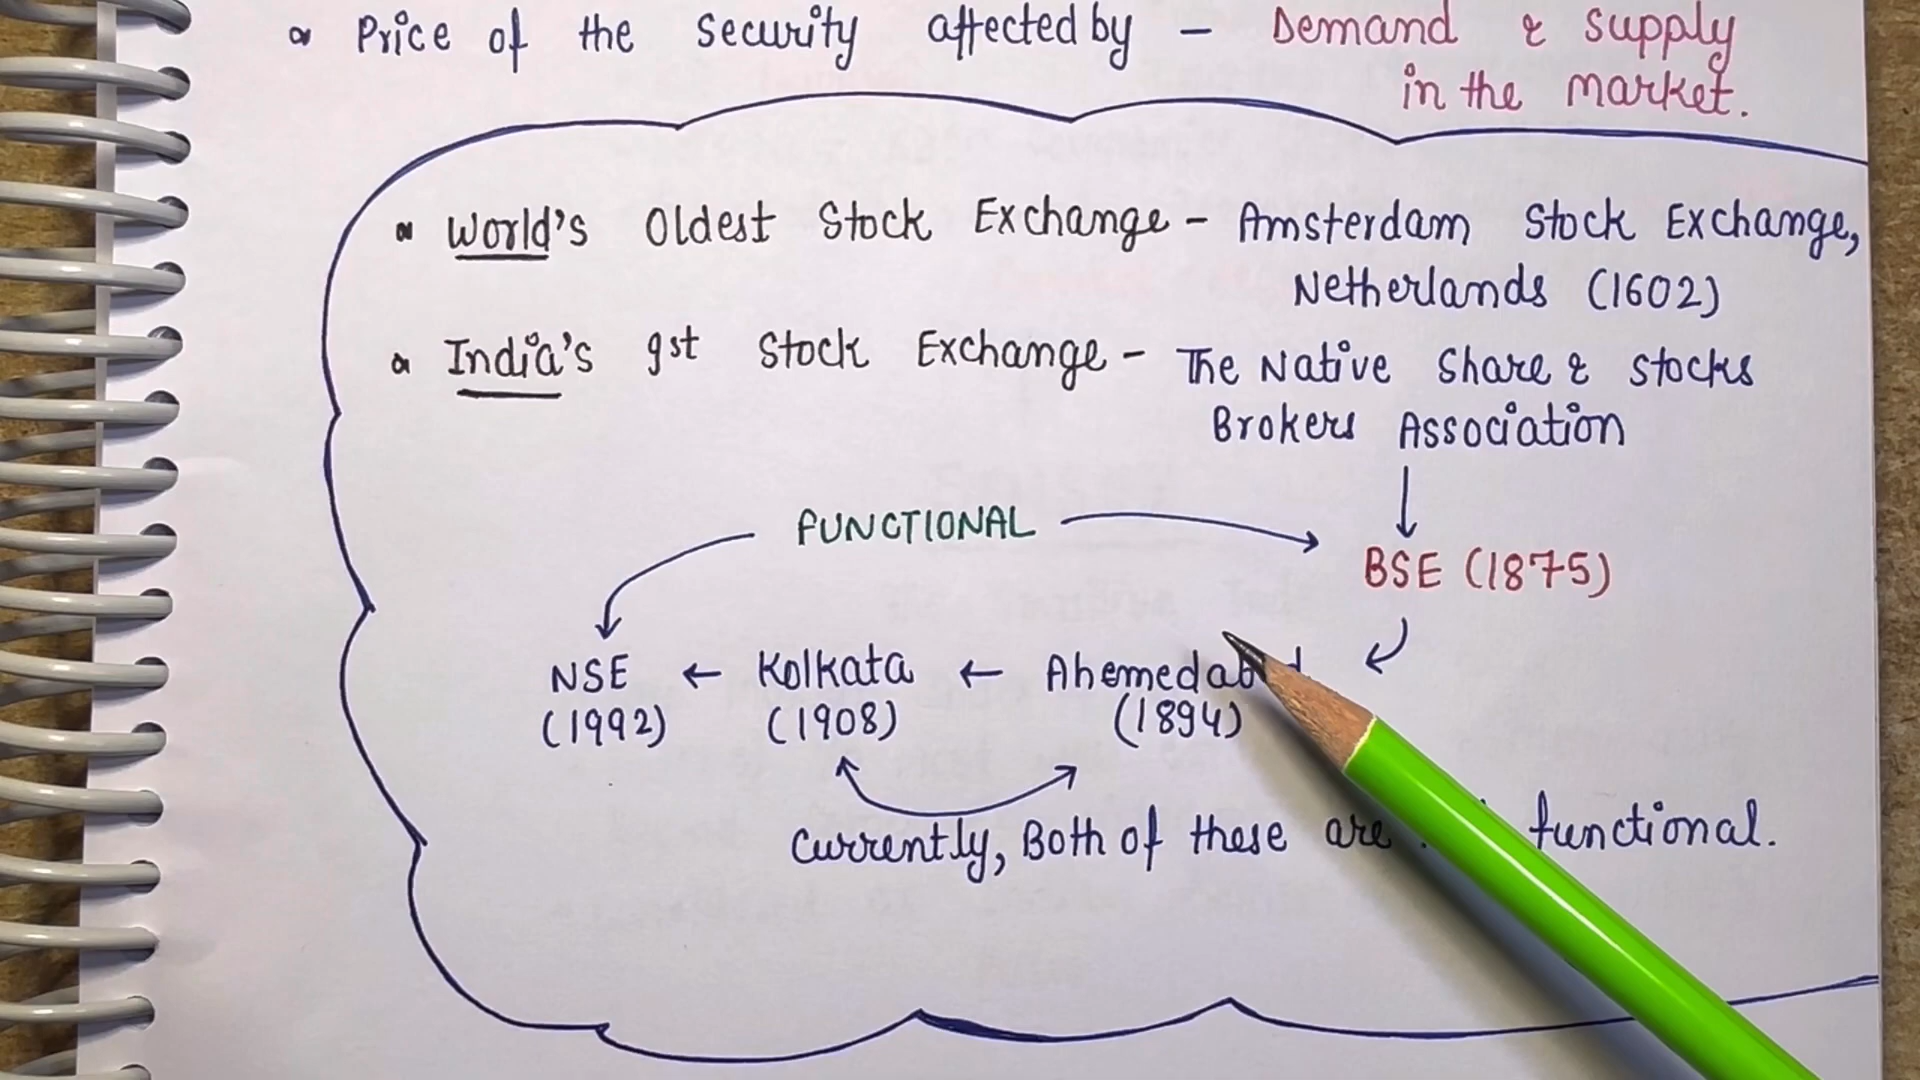 Price of the security affected by - Demand & supply
in the market.
World's Oldest Stock Exchange - Amsterdam Stock Exchange,
Netherlands (1602)
India's 1st Stock Exchange - The Native Share & stocks
Brokers Association
FUNCTIONAL
BSE (1875)
NSE ← Kolkata ←
(1992) (1908) (1894)
Currently, Both of these are functional.